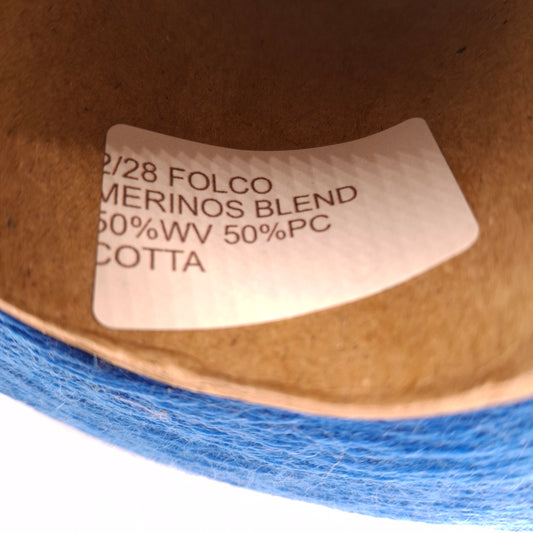 2/28 FOLCO
MERINOS BLEND
50%WV 50%PC
COTTA